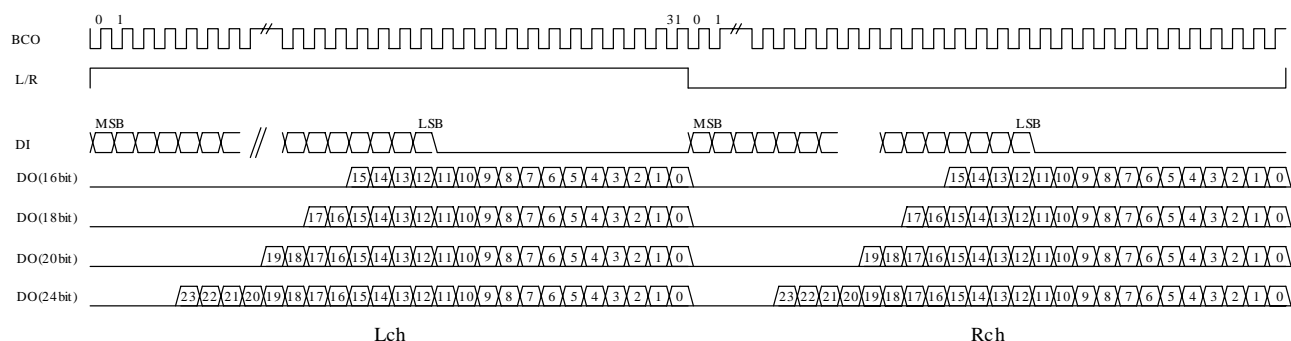 0 1 31 0 1
BCO
L/R
MSB LSB MSB LSB
DI
DO(16bit) 15 14 13 12 11 10 9 8 7 6 5 4 3 2 1 0 15 14 13 12 11 10 9 8 7 6 5 4 3 2 1 0
DO(18bit) 17 16 15 14 13 12 11 10 9 8 7 6 5 4 3 2 1 0 17 16 15 14 13 12 11 10 9 8 7 6 5 4 3 2 1 0
DO(20bit) 19 18 17 16 15 14 13 12 11 10 9 8 7 6 5 4 3 2 1 0 19 18 17 16 15 14 13 12 11 10 9 8 7 6 5 4 3 2 1 0
DO(24bit) 23 22 21 20 19 18 17 16 15 14 13 12 11 10 9 8 7 6 5 4 3 2 1 0 23 22 21 20 19 18 17 16 15 14 13 12 11 10 9 8 7 6 5 4 3 2 1 0
Lch Rch